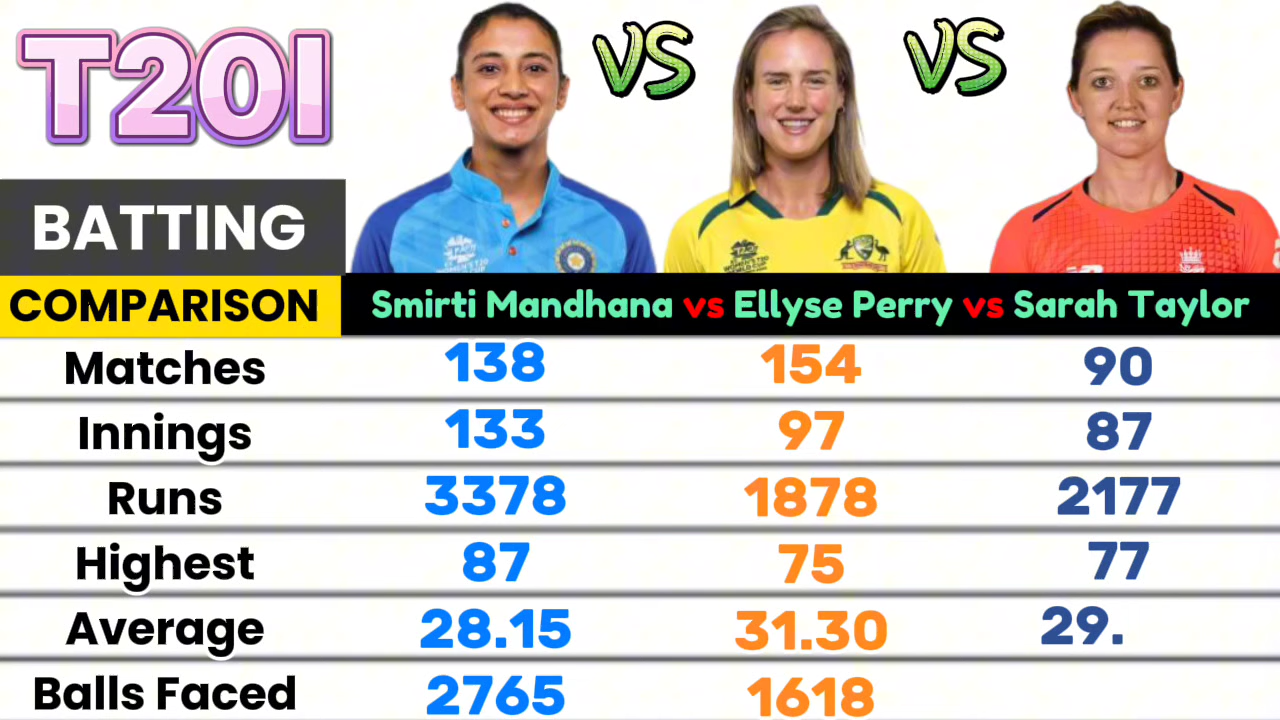 T20I
VS
VS
BATTING
COMPARISON
Smirti Mandhana vs Ellyse Perry vs Sarah Taylor
Matches 138 154 90
Innings 133 97 87
Runs 3378 1878 2177
Highest 87 75 77
Average 28.15 31.30 29.
Balls Faced 2765 1618